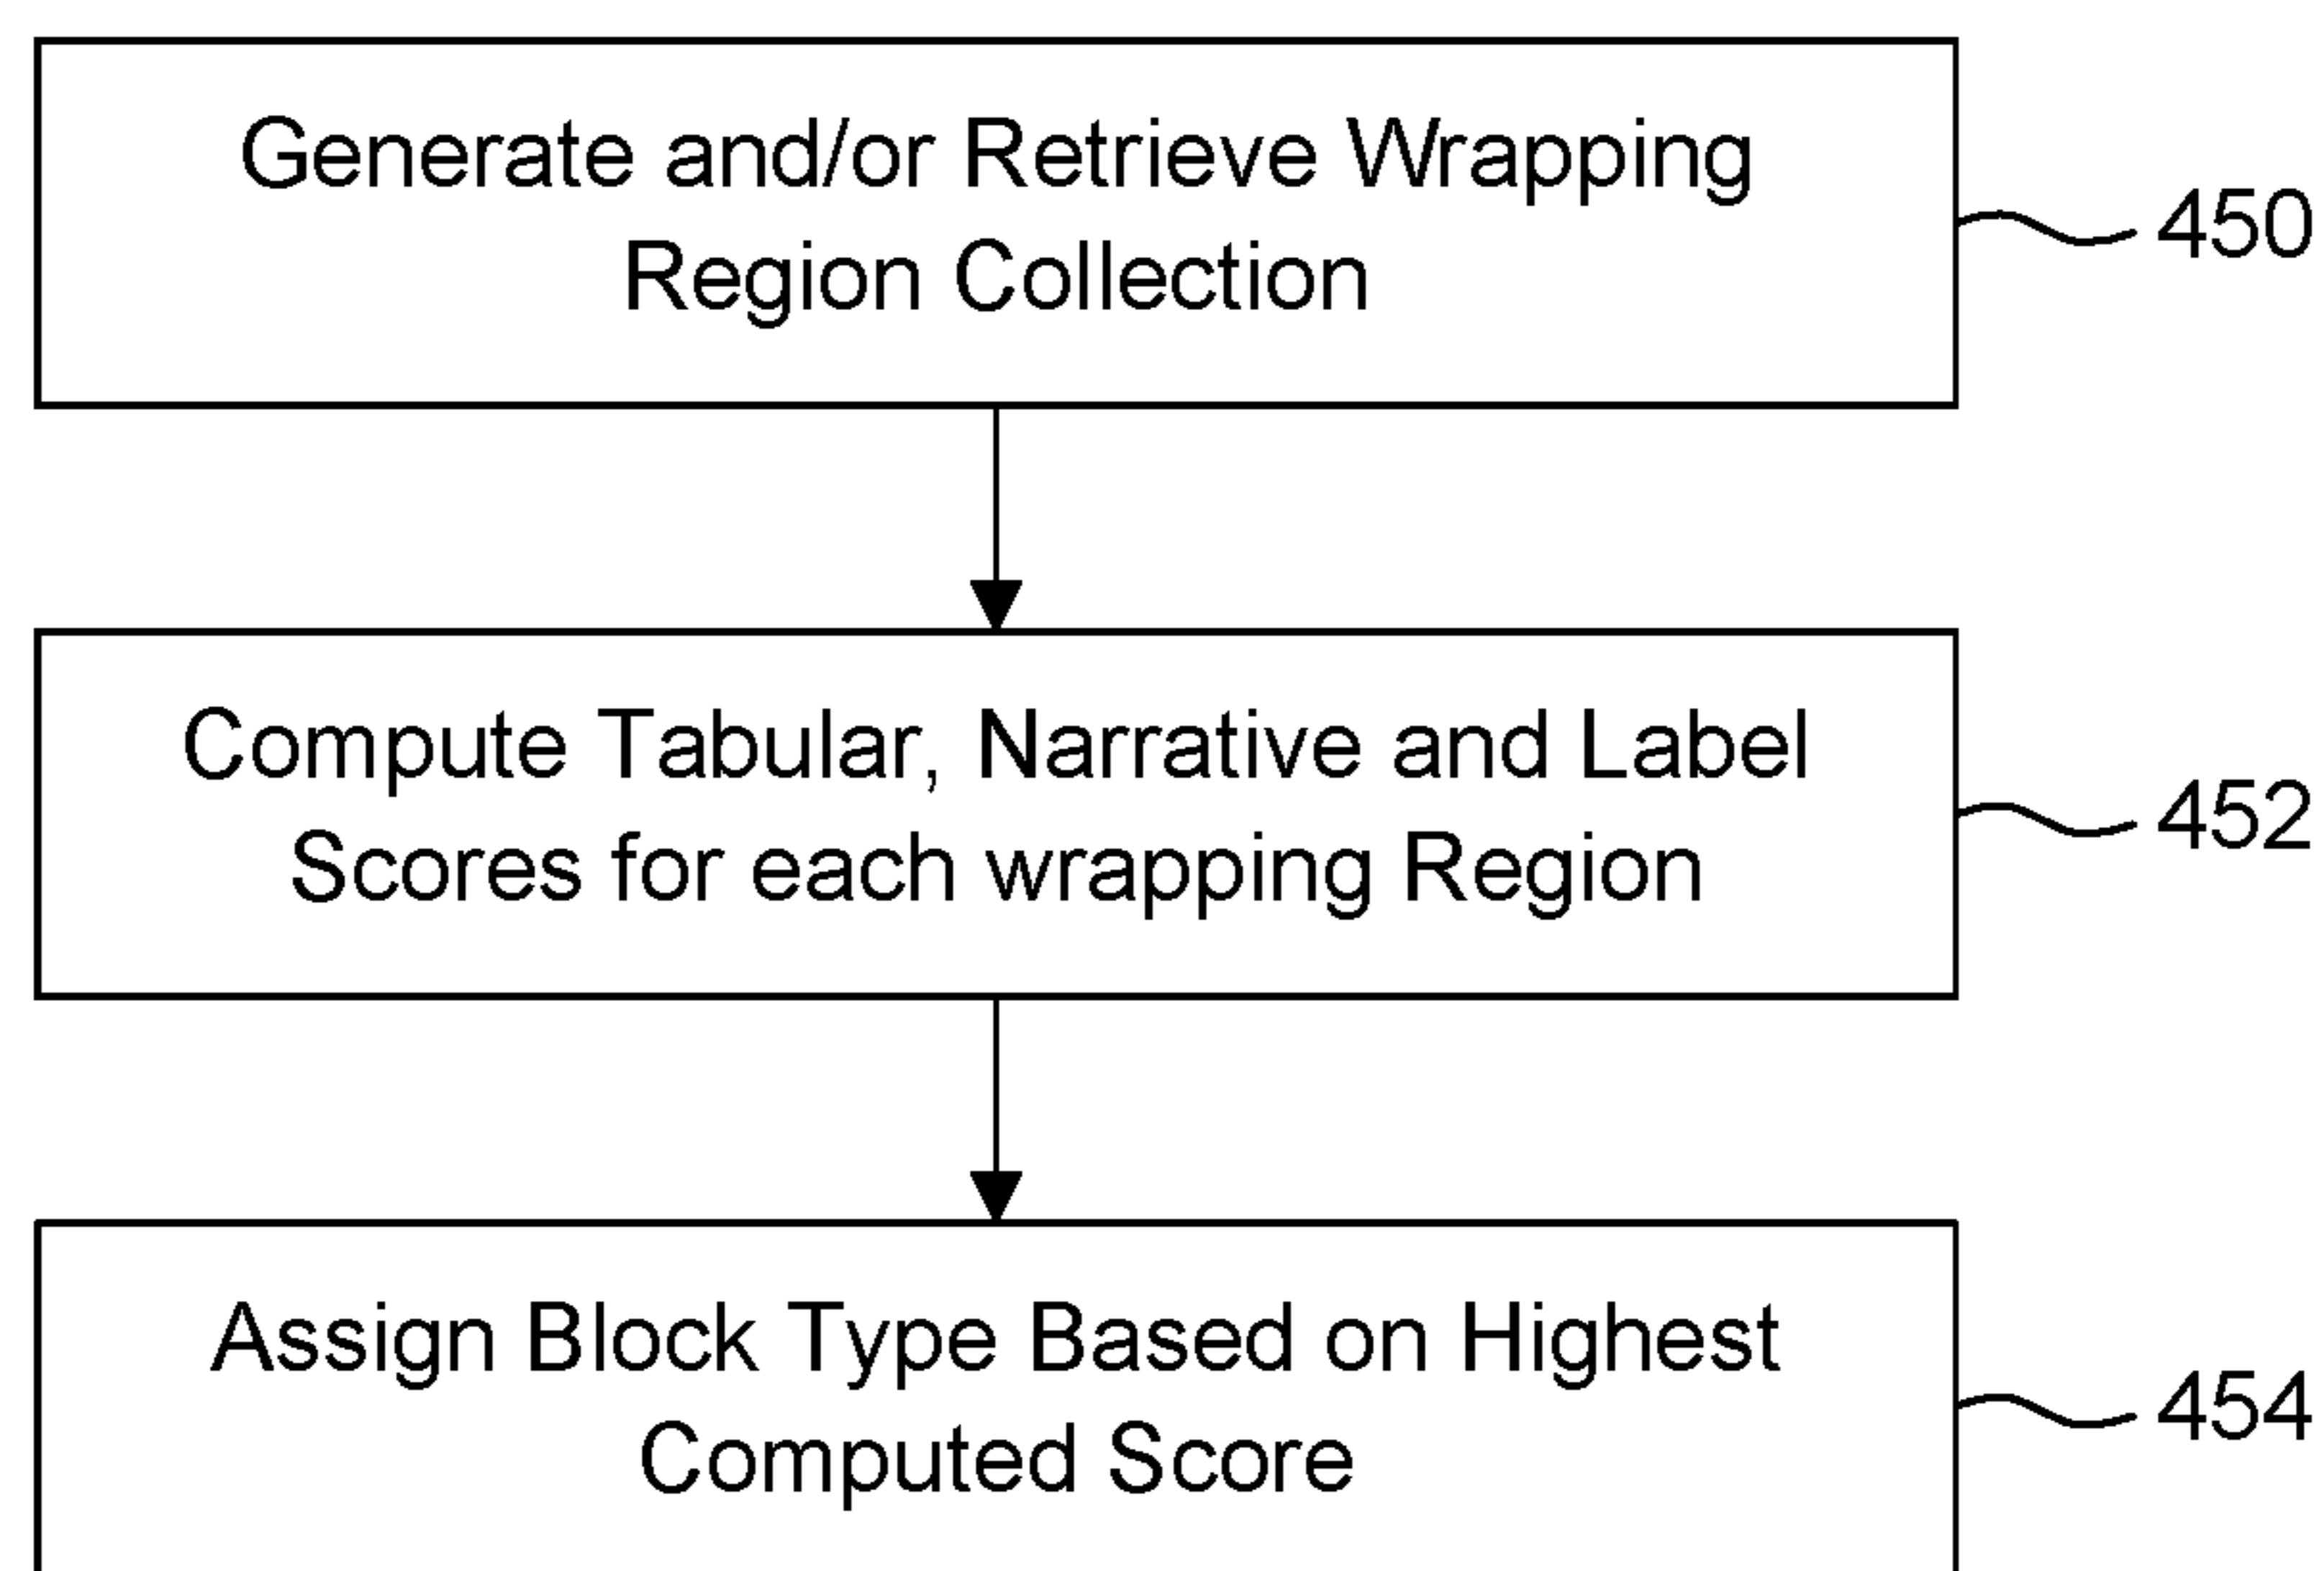 Generate and/or Retrieve Wrapping
Region Collection
450
Compute Tabular, Narrative and Label
Scores for each wrapping Region
452
Assign Block Type Based on Highest
Computed Score
454